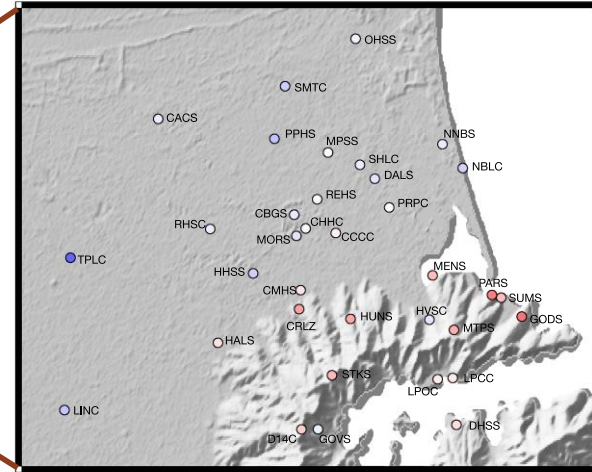 OHSS
SMTC
CACS
PPHS
NNBS
MPSS
SHLC
NBLC
DALS
REHS
PRPC
CBGS
CHHC
RHSC
MORS
CCCC
TPLC
MENS
HHSS
PARS
CMHS
SUMS
HUNS
HVSC
GODS
CRLZ
MTPS
HALS
STKS
LPCC
LPOC
LINC
DHSS
D14C
GOVS